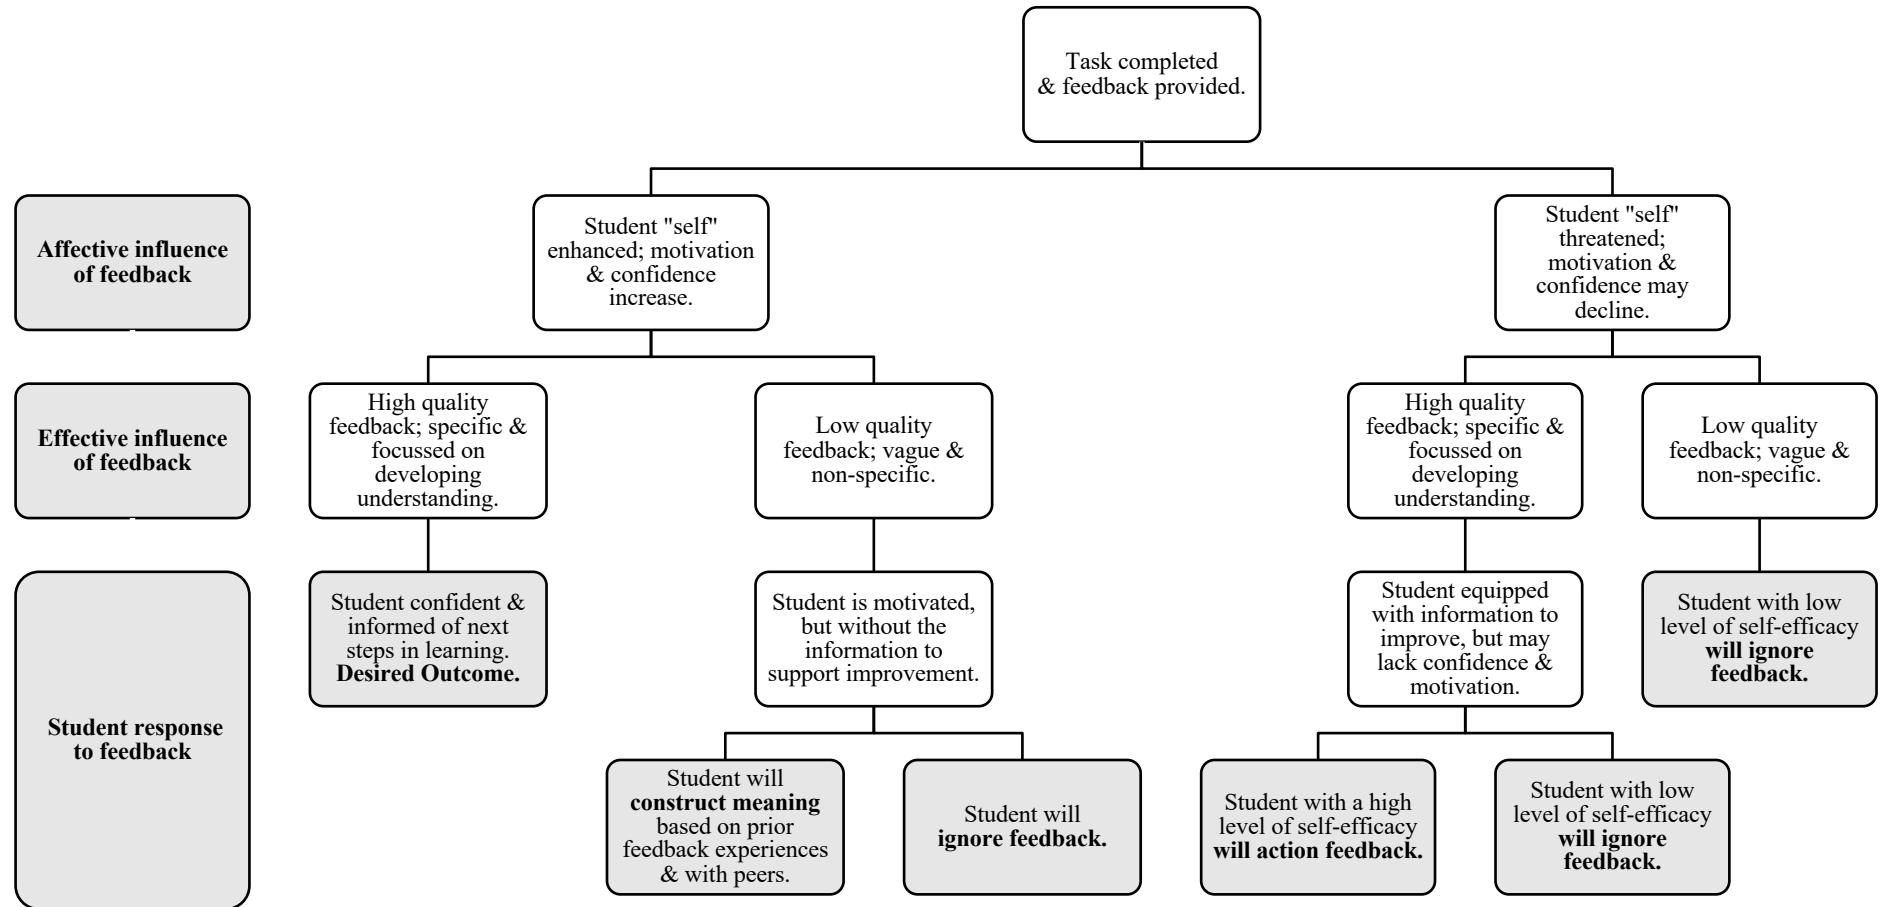 Task completed
& feedback provided.
Affective influence
of feedback
Student "self"
enhanced; motivation
& confidence
increase.
Student "self"
threatened;
motivation &
confidence may
decline.
Effective influence
of feedback
High quality
feedback; specific &
focussed on
developing
understanding.
Low quality
feedback; vague &
non-specific.
High quality
feedback; specific &
focussed on
developing
understanding.
Low quality
feedback; vague &
non-specific.
Student response
to feedback
Student confident &
informed of next
steps in learning.
Desired Outcome.
Student is motivated,
but without the
information to
support improvement.
Student equipped
with information to
improve, but may
lack confidence &
motivation.
Student with low
level of self-efficacy
will ignore
feedback.
Student will
construct meaning
based on prior
feedback experiences
& with peers.
Student will
ignore feedback.
Student with a high
level of self-efficacy
will action feedback.
Student with low
level of self-efficacy
will ignore
feedback.